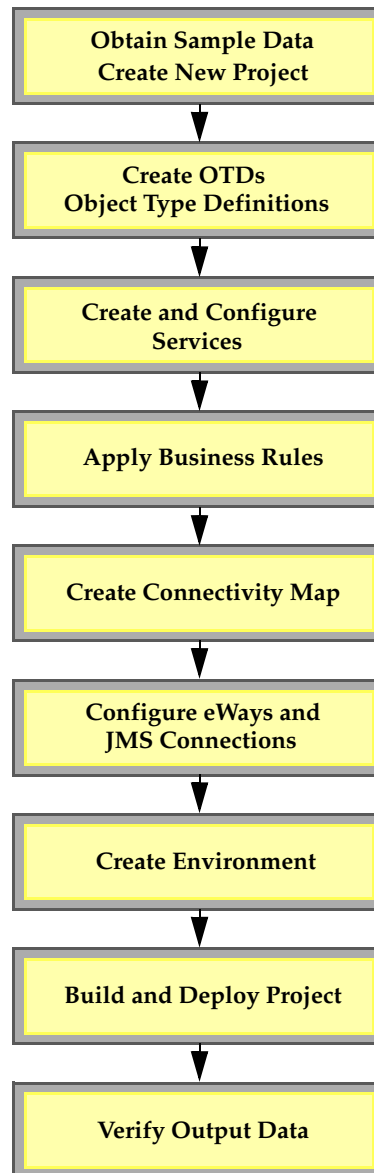 Obtain Sample Data
Create New Project
Create OTDs
Object Type Definitions
Create and Configure
Services
Apply Business Rules
Create Connectivity Map
Configure eWays and
JMS Connections
Create Environment
Build and Deploy Project
Verify Output Data